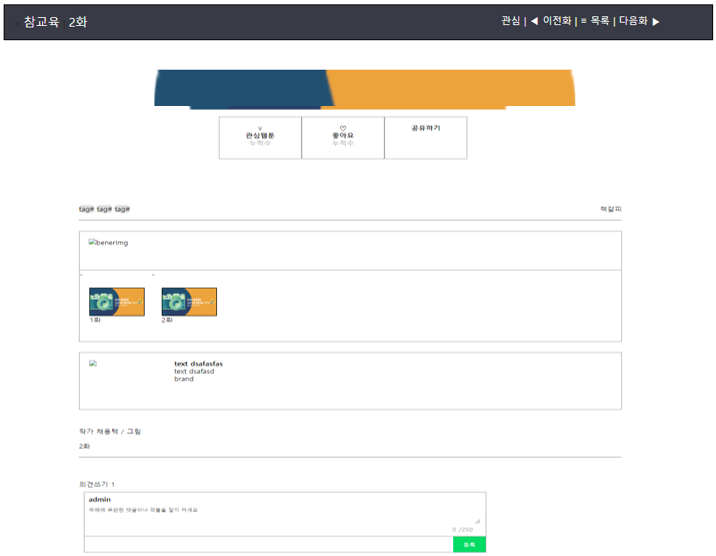 참교육 2화
관심 | ◀ 이전화 | ≡ 목록 | 다음화 ▶
∨ ♡ 공유하기
관심웹툰 좋아요
누적수 누적수
tag# tag# tag# 책갈피
benerimg
1화 2화
text dsafasfas
text dsafasd
brand
작가 채용택 / 그림
2화
의견쓰기 1
admin
주제에 무관한 댓글이나 악플을 달지 마세요
0 /250
등록